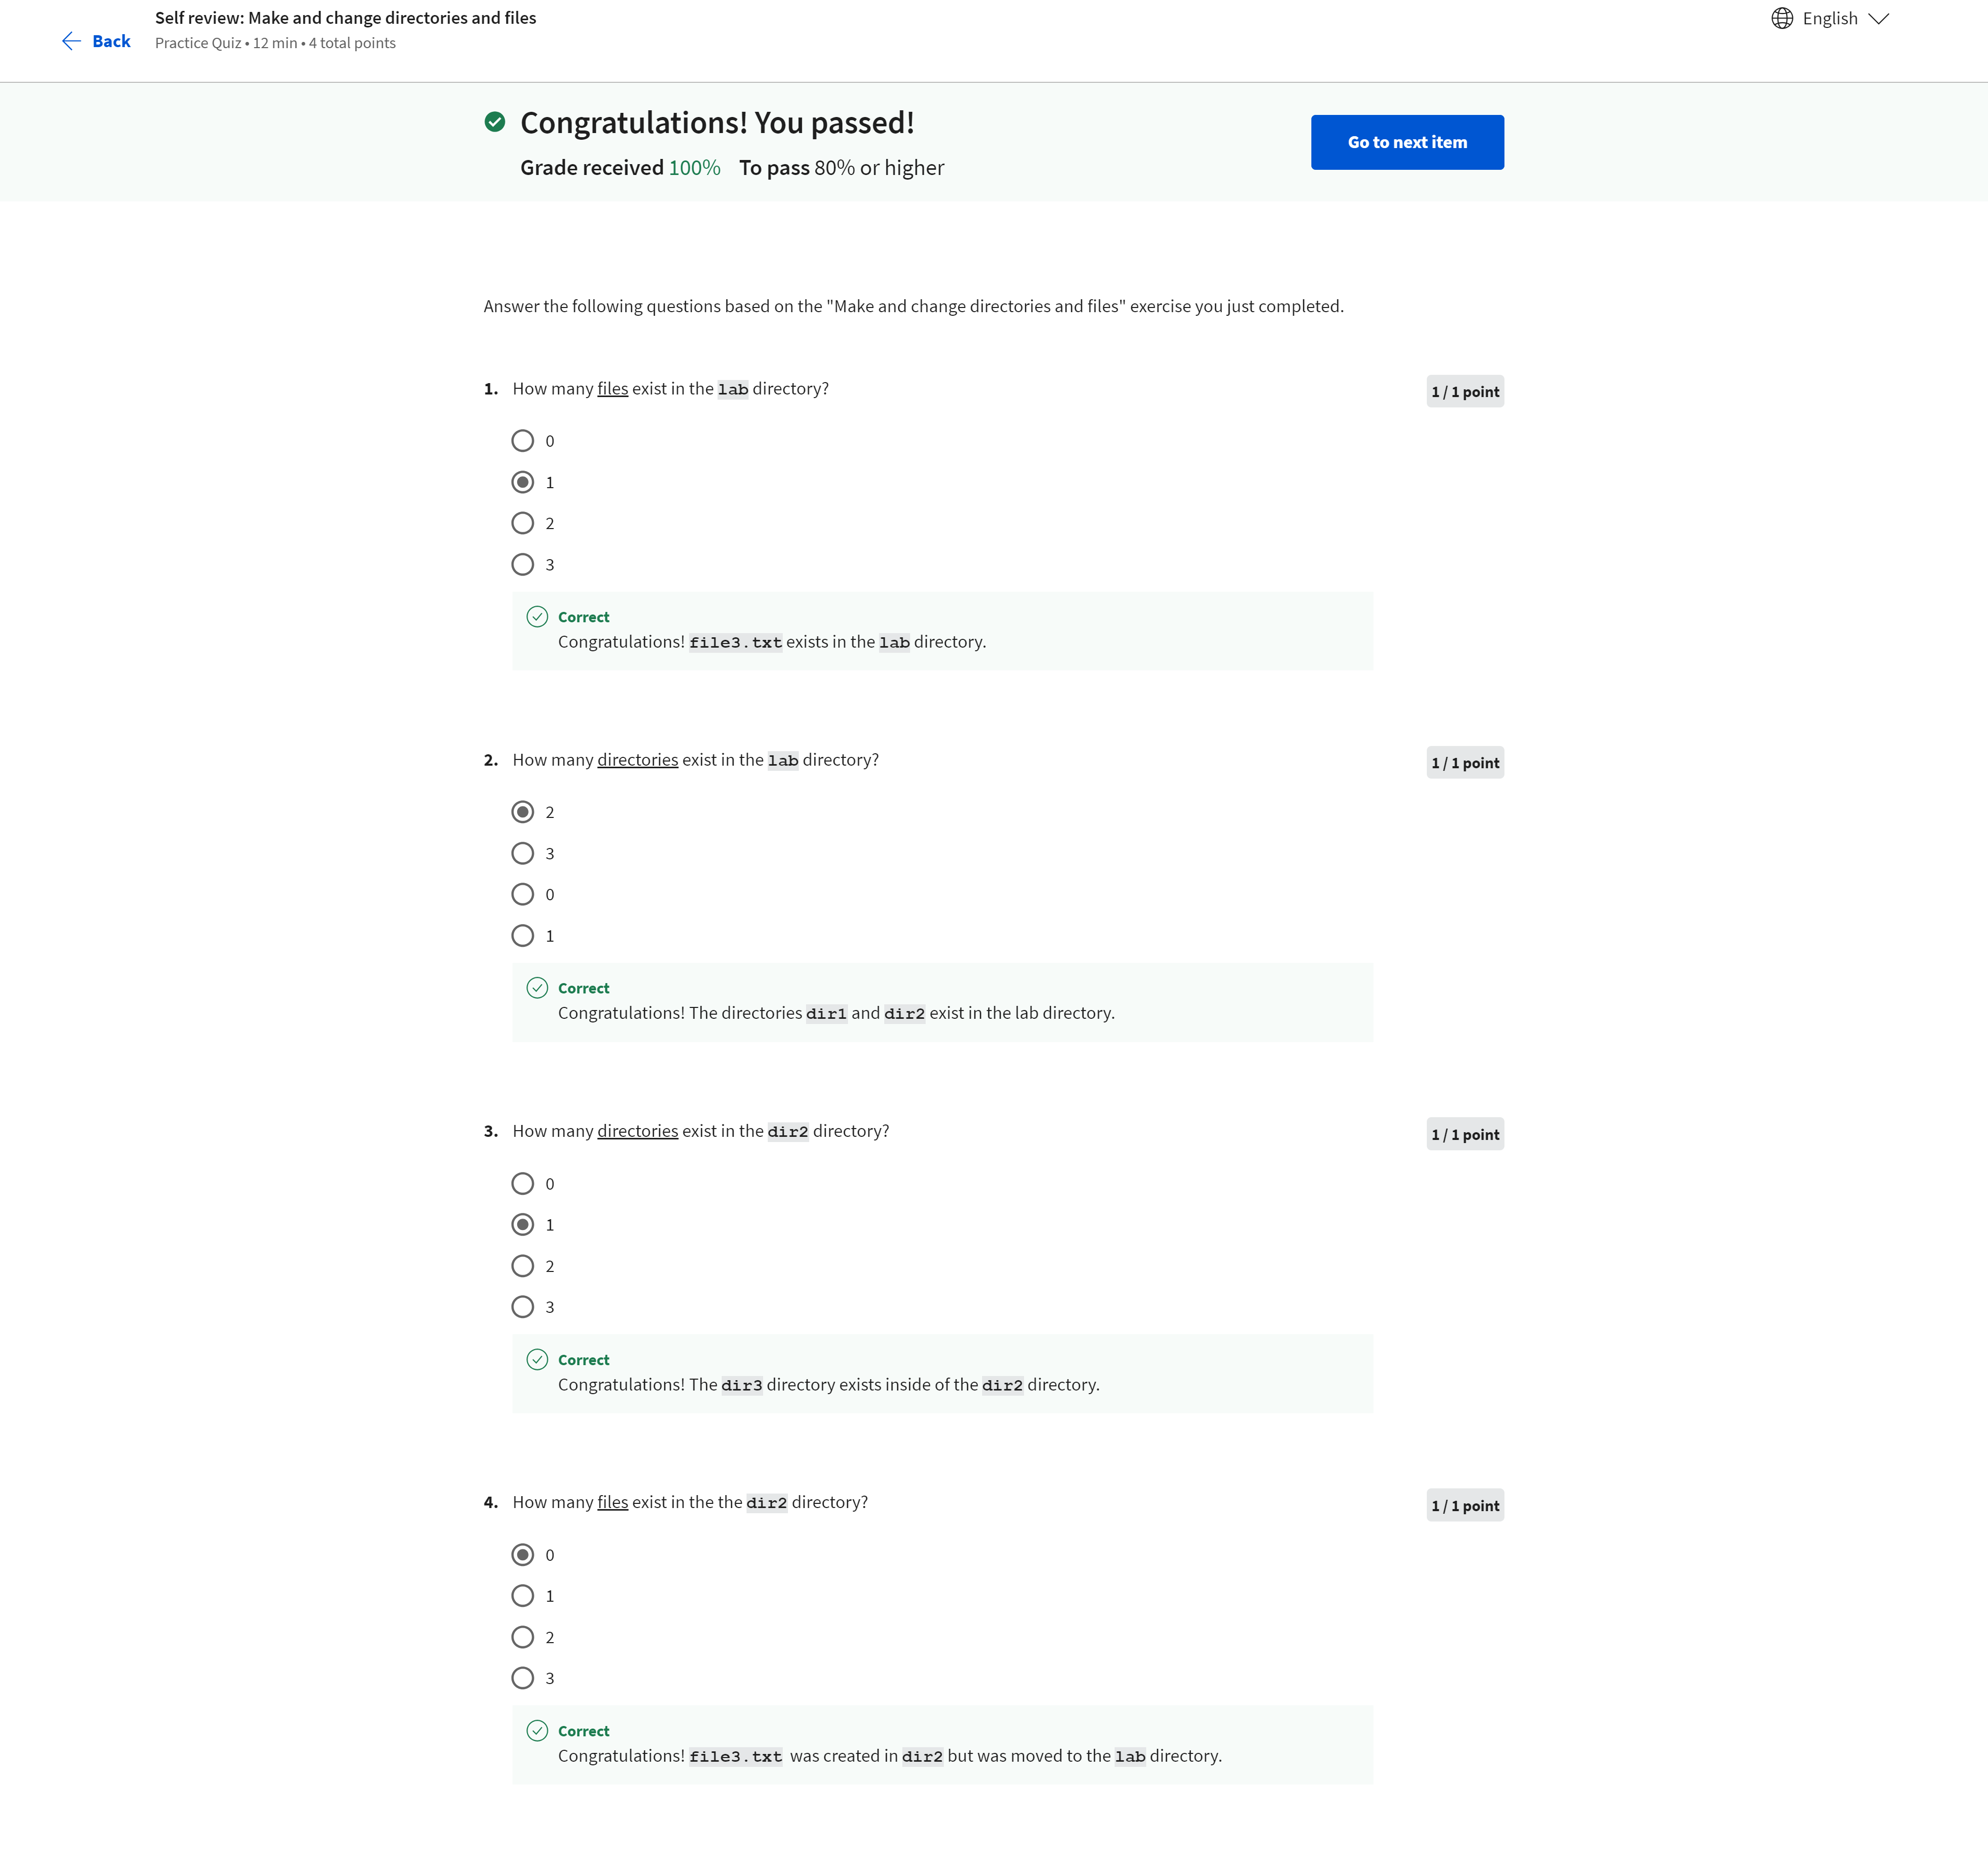 Self review: Make and change directories and files
Back
Practice Quiz • 12 min • 4 total points
English
Congratulations! You passed!
Grade received 100% To pass 80% or higher
Go to next item
Answer the following questions based on the "Make and change directories and files" exercise you just completed.
1. How many files exist in the lab directory?
1 / 1 point
0
1
2
3
Correct
Congratulations! file3.txt exists in the lab directory.
2. How many directories exist in the lab directory?
1 / 1 point
2
3
0
1
Correct
Congratulations! The directories dir1 and dir2 exist in the lab directory.
3. How many directories exist in the dir2 directory?
1 / 1 point
0
1
2
3
Correct
Congratulations! The dir3 directory exists inside of the dir2 directory.
4. How many files exist in the the dir2 directory?
1 / 1 point
0
1
2
3
Correct
Congratulations! file3.txt was created in dir2 but was moved to the lab directory.